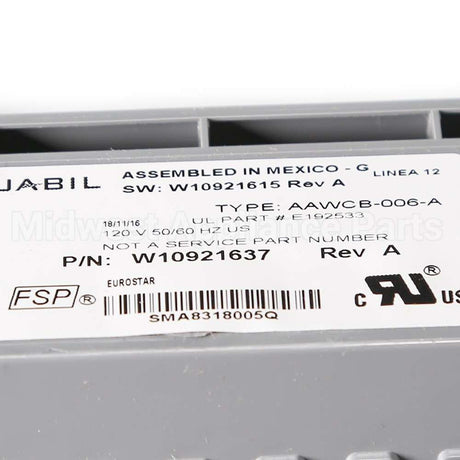 JABIL
ASSEMBLED IN MEXICO - G LINEA 12
SW: W10921615 Rev A
TYPE: AAWCB-006-A
18/11/16 UL PART # E192533
120 V 50/60 HZ US
NOT A SERVICE PART NUMBER
P/N: W10921637 Rev A
EUROSTAR
FSP®
SMA8318005Q
C RU® US
Midwest Appliance Parts